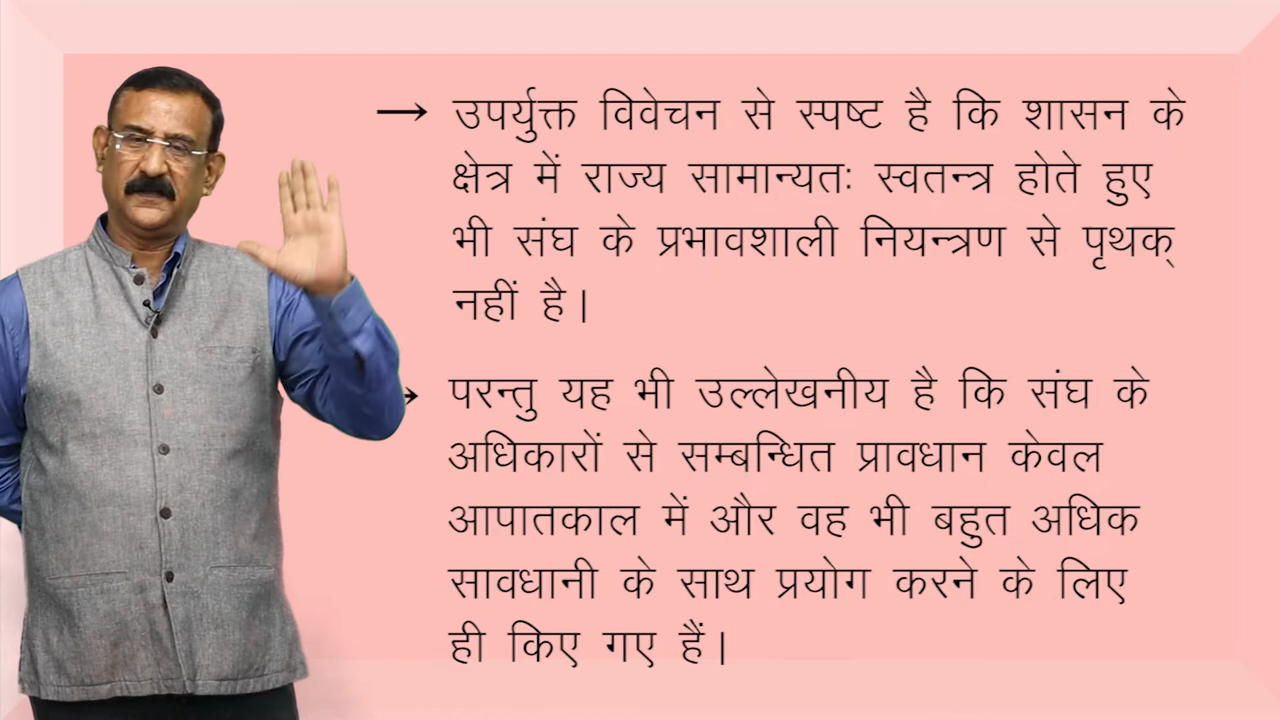 → उपर्युक्त विवेचन से स्पष्ट है कि शासन के
क्षेत्र में राज्य सामान्यतः स्वतन्त्र होते हुए
भी संघ के प्रभावशाली नियन्त्रण से पृथक्
नहीं है।
→ परन्तु यह भी उल्लेखनीय है कि संघ के
अधिकारों से सम्बन्धित प्रावधान केवल
आपातकाल में और वह भी बहुत अधिक
सावधानी के साथ प्रयोग करने के लिए
ही किए गए हैं।